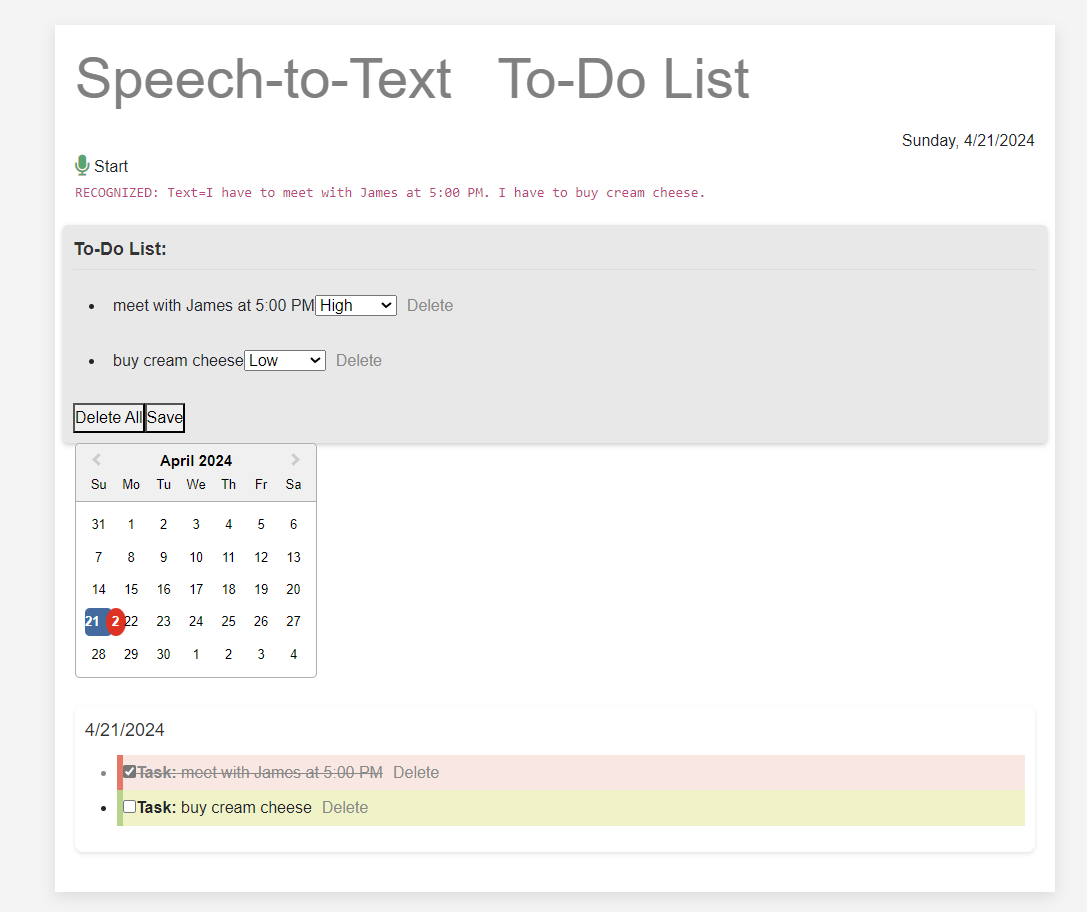 Speech-to-Text To-Do List
Sunday, 4/21/2024
Start
RECOGNIZED: Text=I have to meet with James at 5:00 PM. I have to buy cream cheese.
To-Do List:
meet with James at 5:00 PM High Delete
buy cream cheese Low Delete
Delete All Save
April 2024
Su Mo Tu We Th Fr Sa
31 1 2 3 4 5 6
7 8 9 10 11 12 13
14 15 16 17 18 19 20
21 2 22 23 24 25 26 27
28 29 30 1 2 3 4
4/21/2024
Task: meet with James at 5:00 PM Delete
Task: buy cream cheese Delete